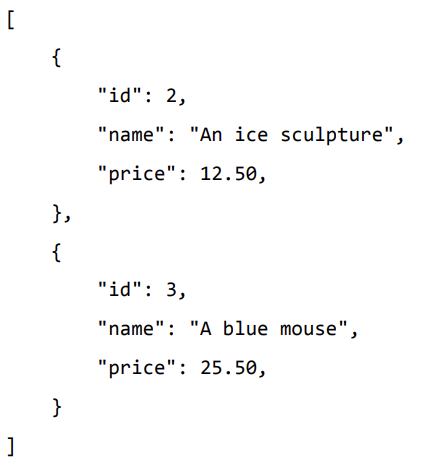 [
    {
        "id": 2,
        "name": "An ice sculpture",
        "price": 12.50,
    },
    {
        "id": 3,
        "name": "A blue mouse",
        "price": 25.50,
    }
]